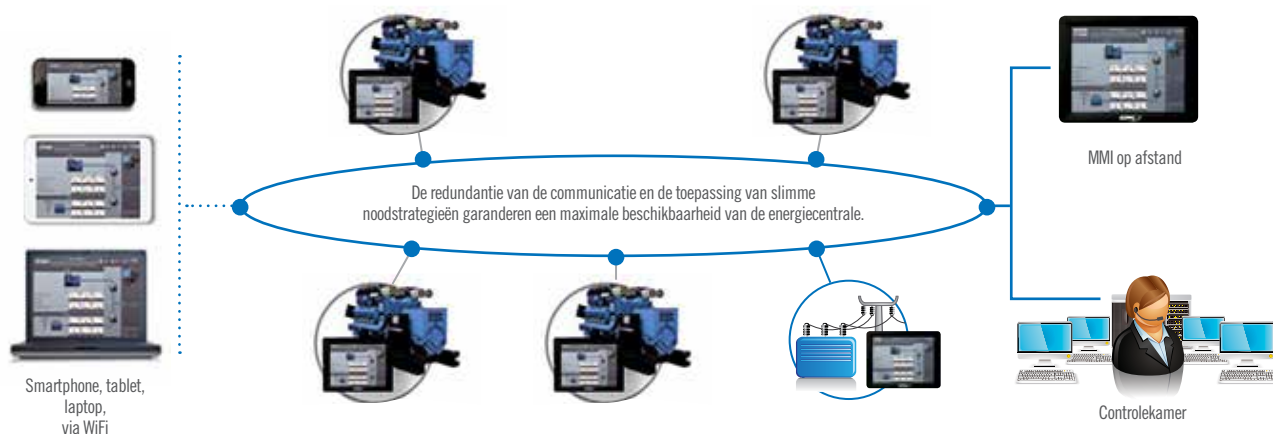 De redundantie van de communicatie en de toepassing van slimme
noodstrategieën garanderen een maximale beschikbaarheid van de energiecentrale.
MMI op afstand
Smartphone, tablet,
laptop,
via WiFi
Controlekamer